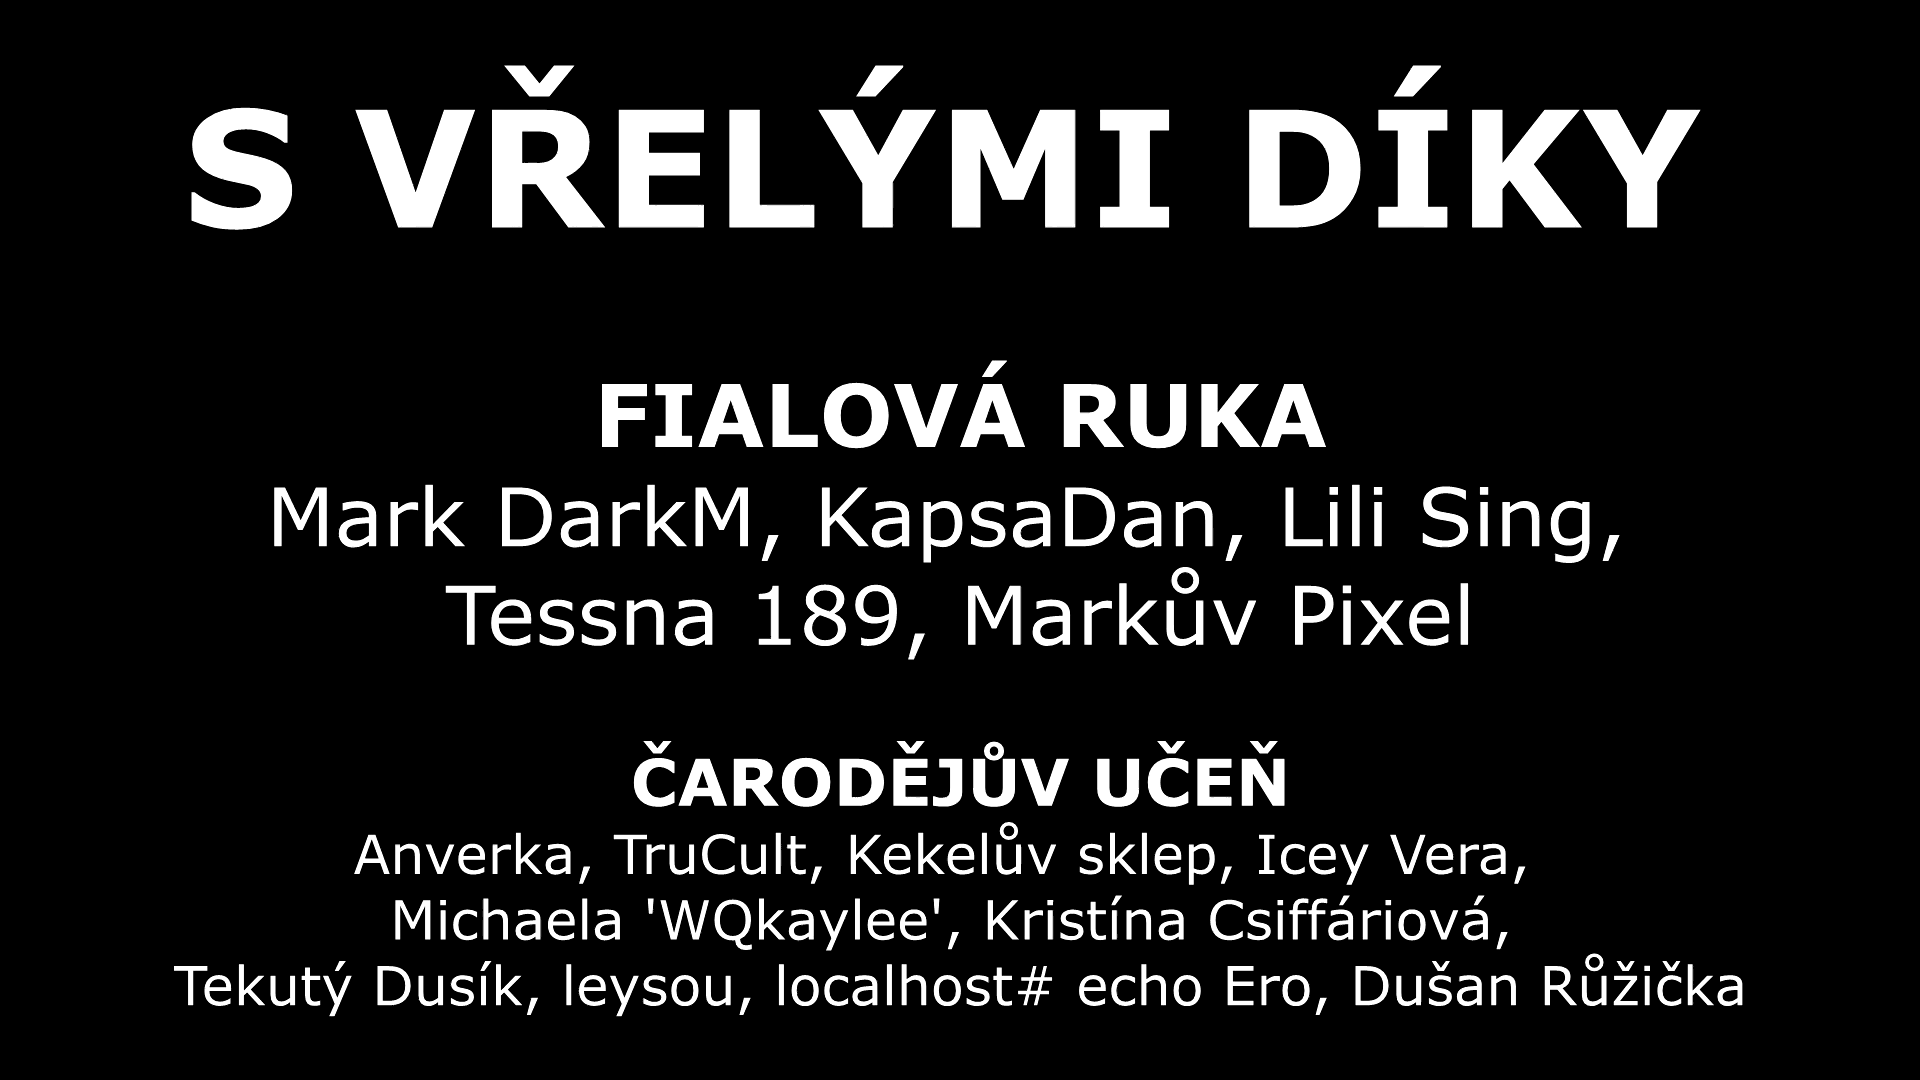 S VŘELÝMI DÍKY
FIALOVÁ RUKA
Mark DarkM, KapsaDan, Lili Sing,
Tessna 189, Markův Pixel
ČARODĚJŮV UČEŇ
Anverka, TruCult, Kekelův sklep, Icey Vera,
Michaela 'WQkaylee', Kristína Csiffáriová,
Tekutý Dusík, leysou, localhost# echo Ero, Dušan Růžička